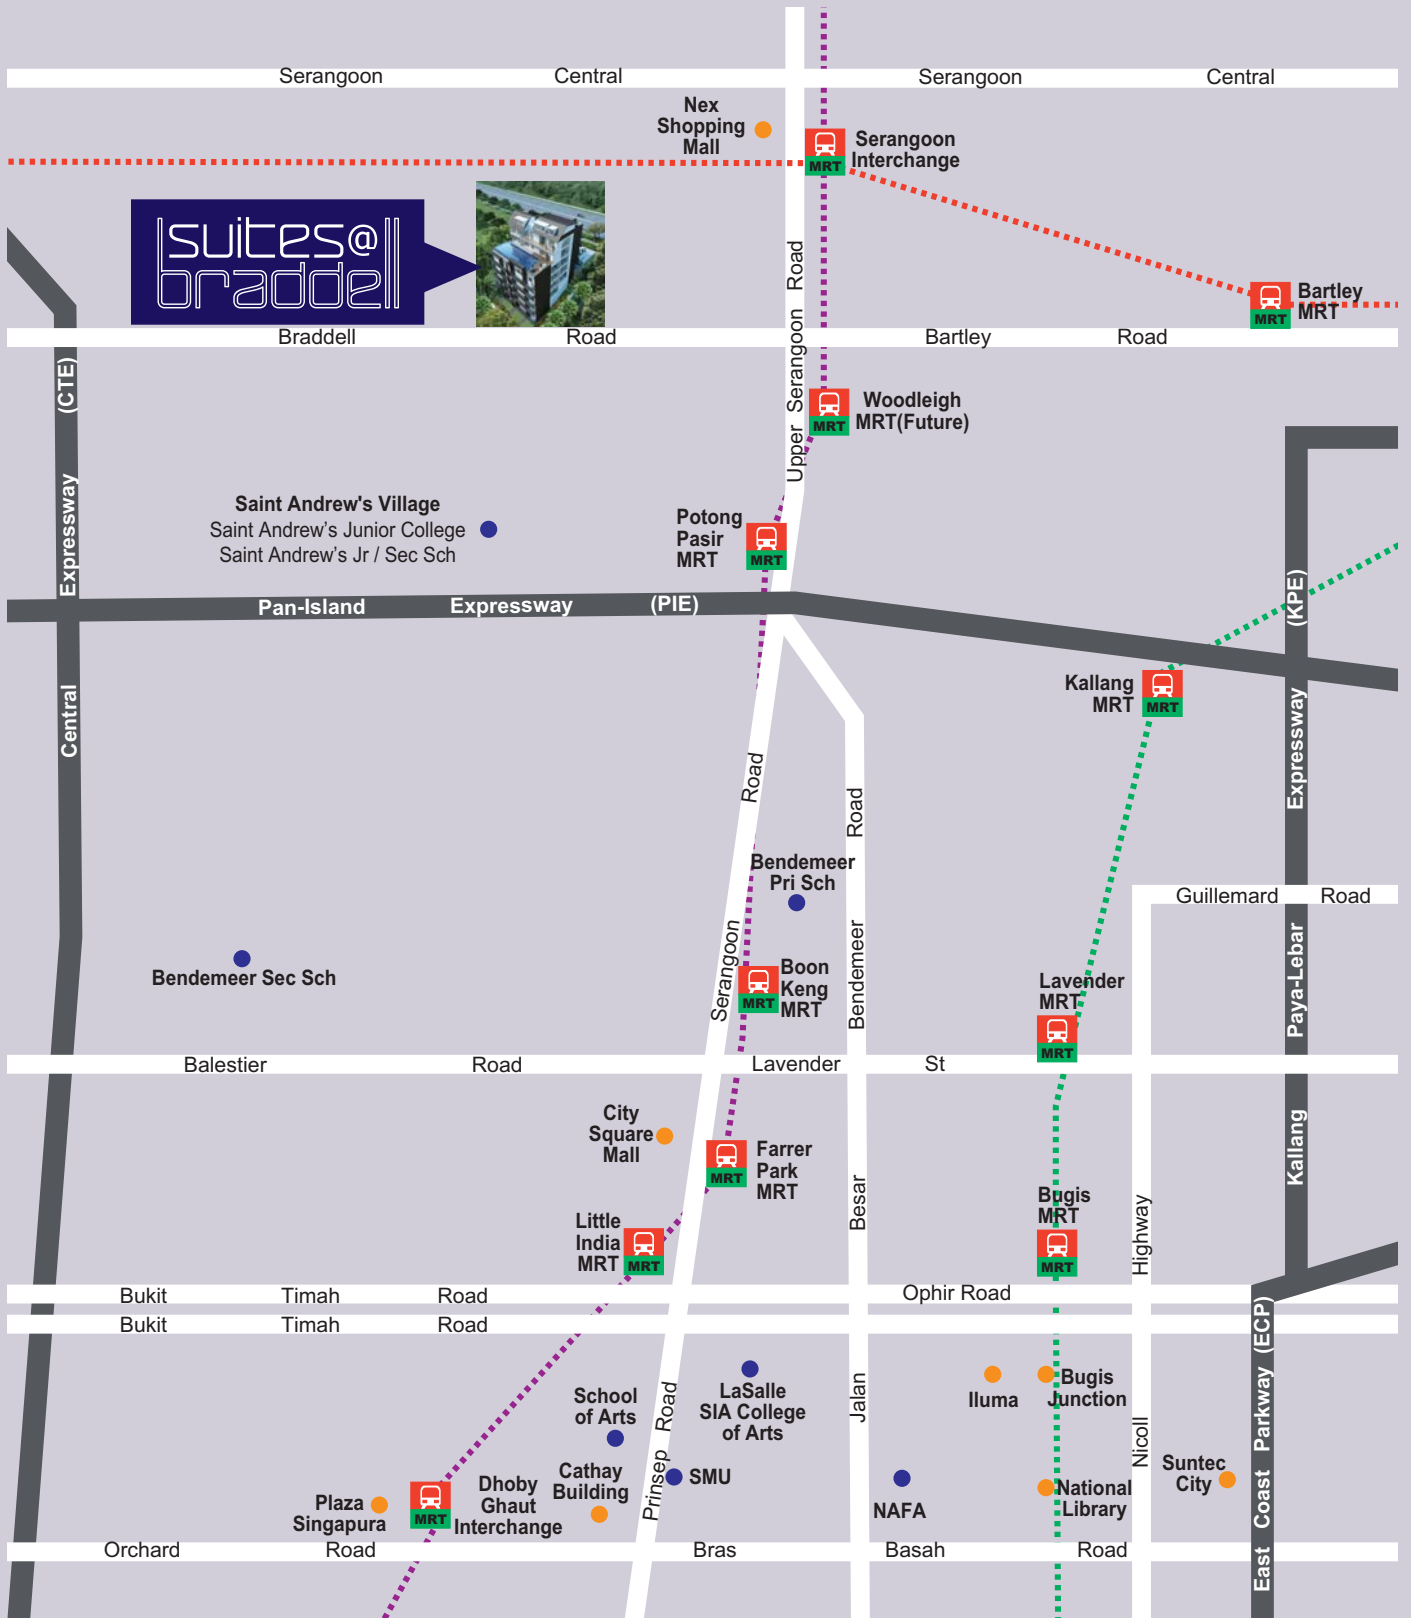 Serangoon Central Serangoon Central
Nex
Shopping
Mall
MRT
Serangoon
Interchange
suites@
braddell
Upper Serangoon Road
MRT
Bartley
MRT
Braddell Road Bartley Road
Central Expressway (CTE)
MRT
Woodleigh
MRT(Future)
Saint Andrew's Village
Saint Andrew's Junior College
Saint Andrew's Jr / Sec Sch
Potong
Pasir
MRT
MRT
Pan-Island Expressway (PIE)
Kallang Paya-Lebar Expressway (KPE)
Kallang
MRT
MRT
Serangoon Road
Jalan Besar Bendemeer Road
Bendemeer
Pri Sch
Guillemard Road
Bendemeer Sec Sch
MRT
Boon
Keng
MRT
Lavender
MRT
MRT
Balestier Road Lavender St
City
Square
Mall
MRT
Farrer
Park
MRT
Little
India
MRT
MRT
Bugis
MRT
MRT
Nicoll Highway
Bukit Timah Road Ophir Road
Bukit Timah Road
East Coast Parkway (ECP)
LaSalle
SIA College
of Arts
School
of Arts
Prinsep Road
Iluma
Bugis
Junction
Cathay
Building
SMU
NAFA
National
Library
Suntec
City
Plaza
Singapura
MRT
Dhoby
Ghaut
Interchange
Orchard Road Bras Basah Road